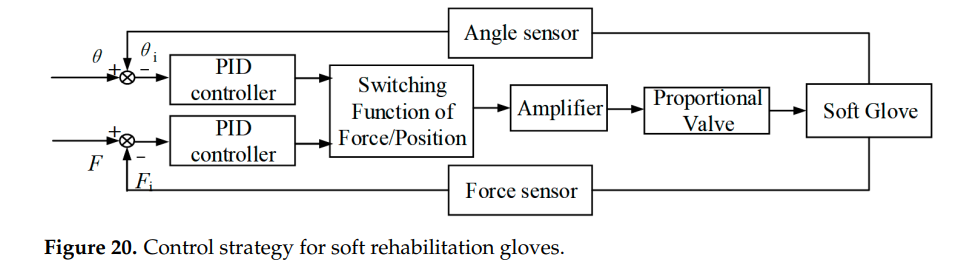 Angle sensor
θ
θi
+
−
PID
controller
Switching
Function of
Force/Position
Amplifier
Proportional
Valve
Soft Glove
PID
controller
+
−
F
Fi
Force sensor
Figure 20. Control strategy for soft rehabilitation gloves.